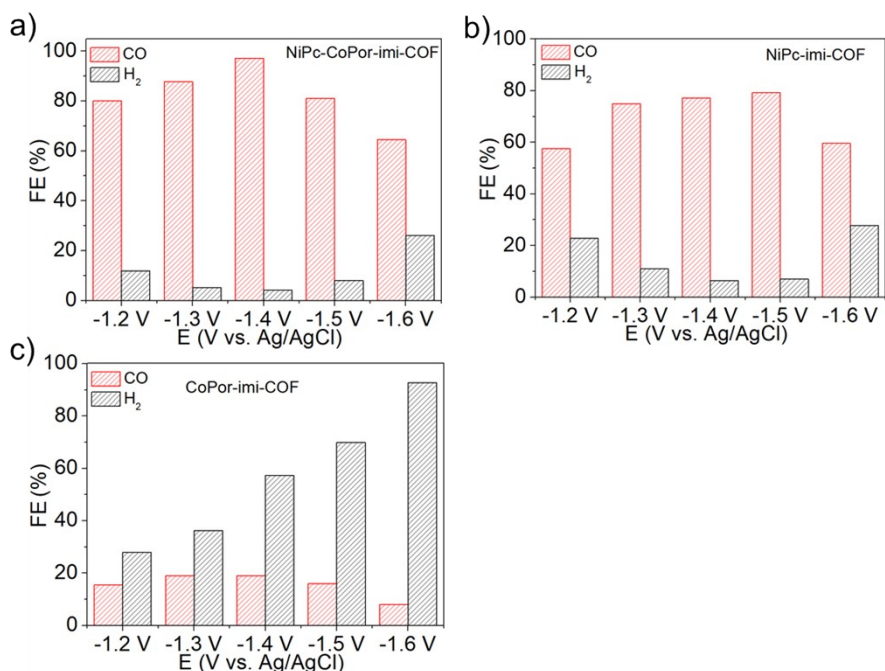 a)
NiPc-CoPor-imi-COF
CO
H₂
FE (%)
100
80
60
40
20
0
-1.2 V -1.3 V -1.4 V -1.5 V -1.6 V
E (V vs. Ag/AgCl)
b)
NiPc-imi-COF
CO
H₂
FE (%)
100
80
60
40
20
0
-1.2 V -1.3 V -1.4 V -1.5 V -1.6 V
E (V vs. Ag/AgCl)
c)
CoPor-imi-COF
CO
H₂
FE (%)
100
80
60
40
20
0
-1.2 V -1.3 V -1.4 V -1.5 V -1.6 V
E (V vs. Ag/AgCl)